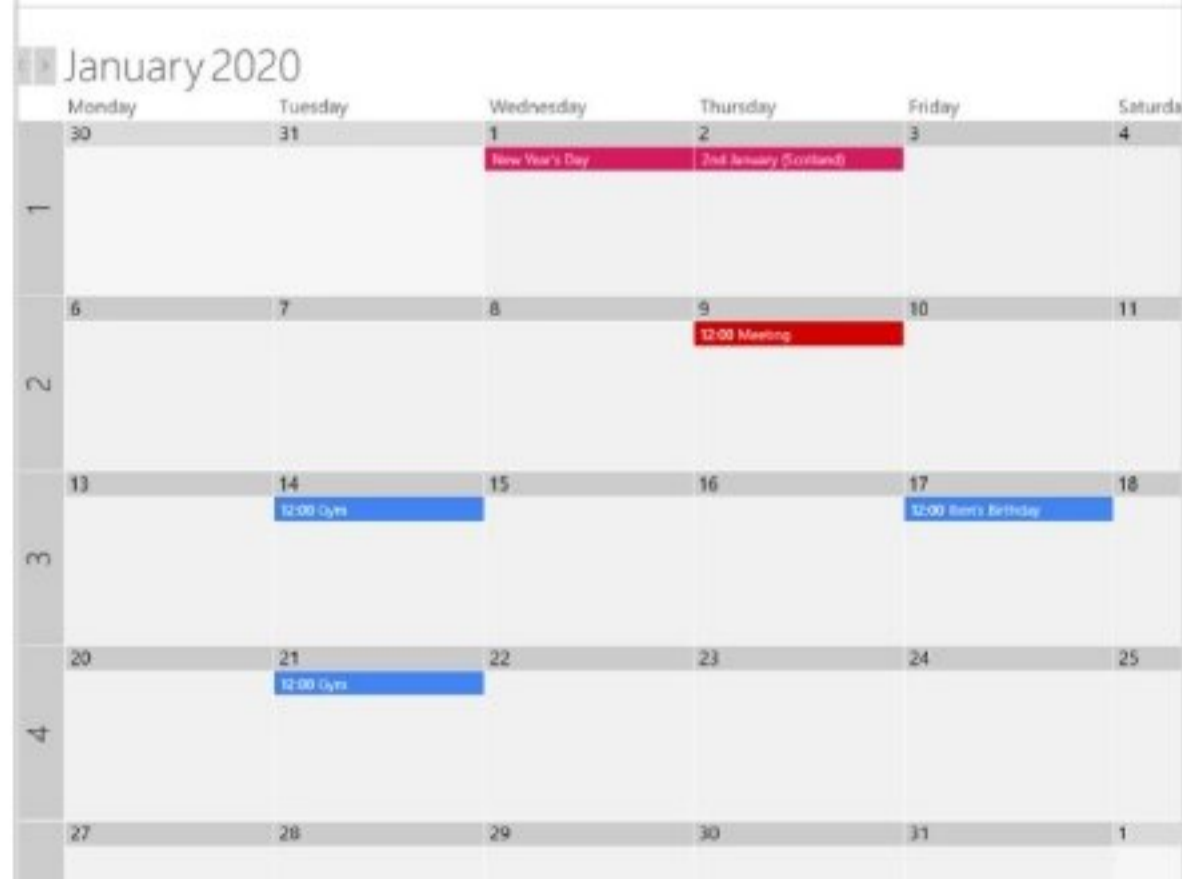 January 2020
Monday Tuesday Wednesday Thursday Friday Saturda
30 31 1 2 3 4
New Year's Day 2nd January (Scotland)
1
6 7 8 9 10 11
12:00 Meeting
2
13 14 15 16 17 18
12:00 Gym 12:00 Ben's Birthday
3
20 21 22 23 24 25
12:00 Gym
4
27 28 29 30 31 1